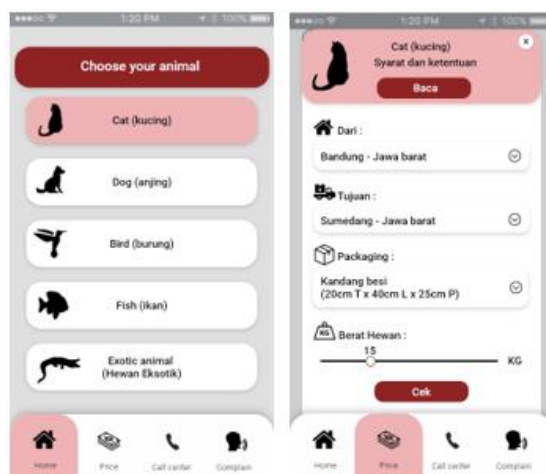 1:20 PM
100%
Choose your animal
Cat (kucing)
Dog (anjing)
Bird (burung)
Fish (Ikan)
Exotic animal
(Hewan Eksotik)
Home
Price
Call center
Complain
1:20 PM
100%
Cat (kucing)
Syarat dan ketentuan
Baca
Dari :
Bandung - Jawa barat
Tujuan :
Sumedang - Jawa barat
Packaging :
Kandang besi
(20cm T x 40cm L x 25cm P)
KG
Berat Hewan :
15
KG
Cek
Home
Price
Call center
Complain